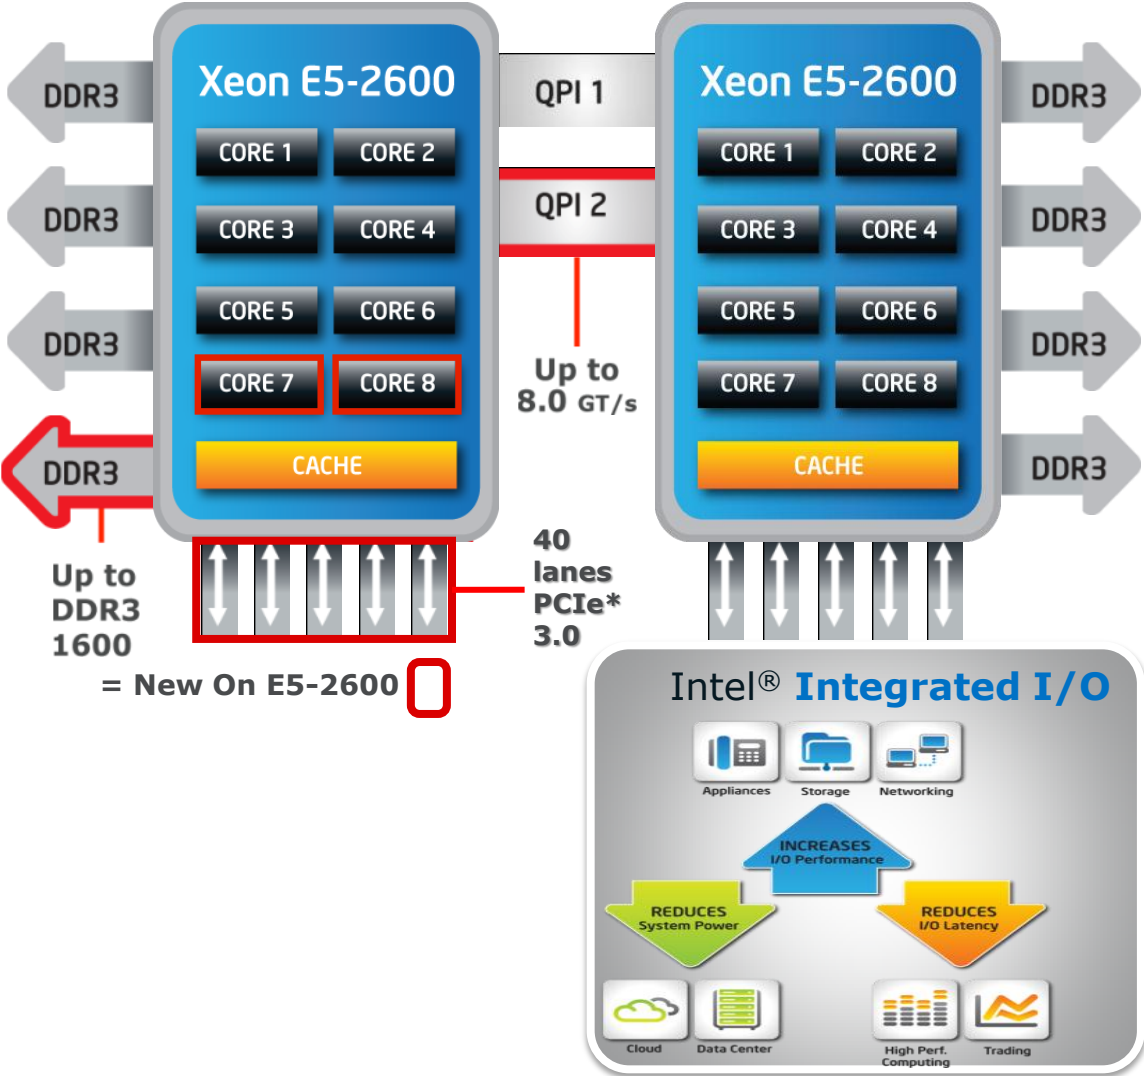 Xeon E5-2600
CORE 1
CORE 2
CORE 3
CORE 4
CORE 5
CORE 6
CORE 7
CORE 8
CACHE
DDR3
DDR3
DDR3
DDR3
QPI 1
QPI 2
Up to
8.0 GT/s
Xeon E5-2600
CORE 1
CORE 2
CORE 3
CORE 4
CORE 5
CORE 6
CORE 7
CORE 8
CACHE
DDR3
DDR3
DDR3
DDR3
Up to
DDR3
1600
40
lanes
PCIe*
3.0
= New On E5-2600
Intel® Integrated I/O
Appliances
Storage
Networking
INCREASES
I/O Performance
REDUCES
System Power
REDUCES
I/O Latency
Cloud
Data Center
High Perf.
Computing
Trading